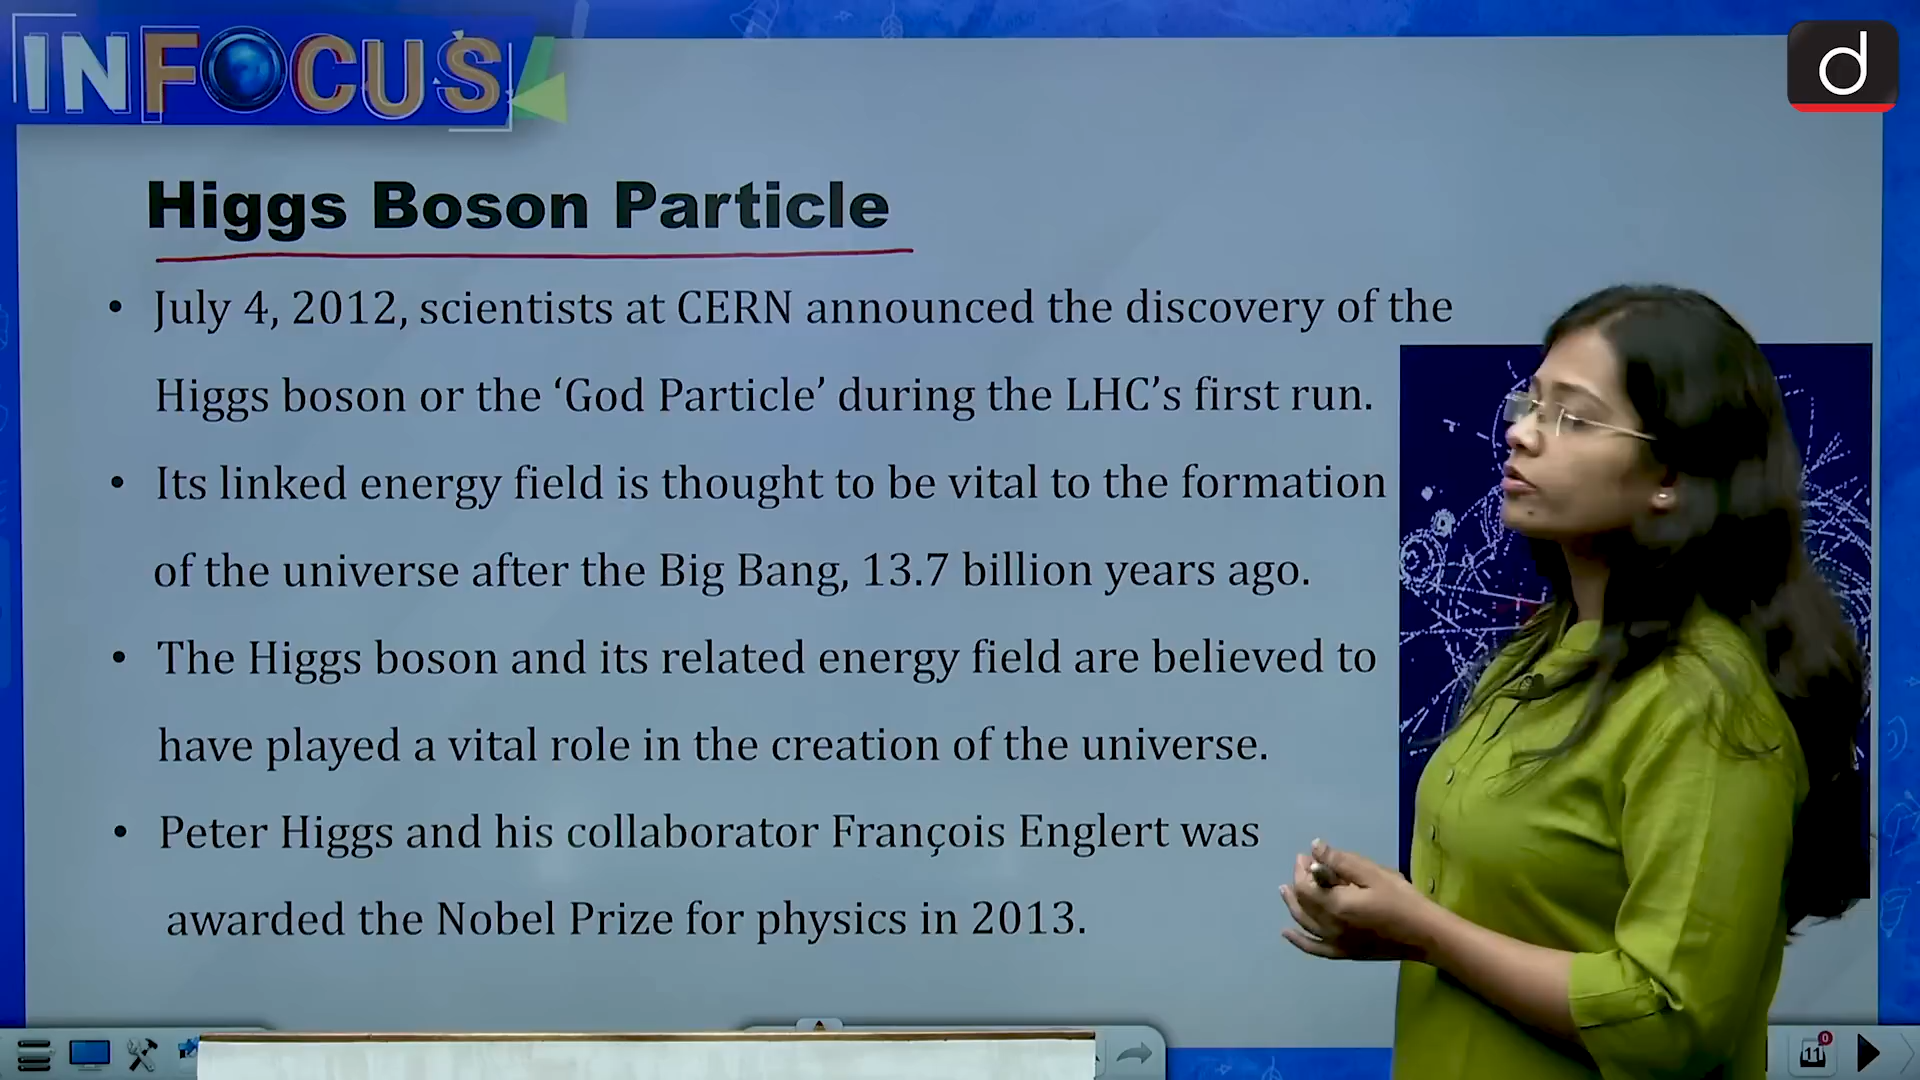 INFOCUS
d
Higgs Boson Particle
• July 4, 2012, scientists at CERN announced the discovery of the
Higgs boson or the ‘God Particle’ during the LHC’s first run.
• Its linked energy field is thought to be vital to the formation
of the universe after the Big Bang, 13.7 billion years ago.
• The Higgs boson and its related energy field are believed to
have played a vital role in the creation of the universe.
• Peter Higgs and his collaborator François Englert was
awarded the Nobel Prize for physics in 2013.
0
11